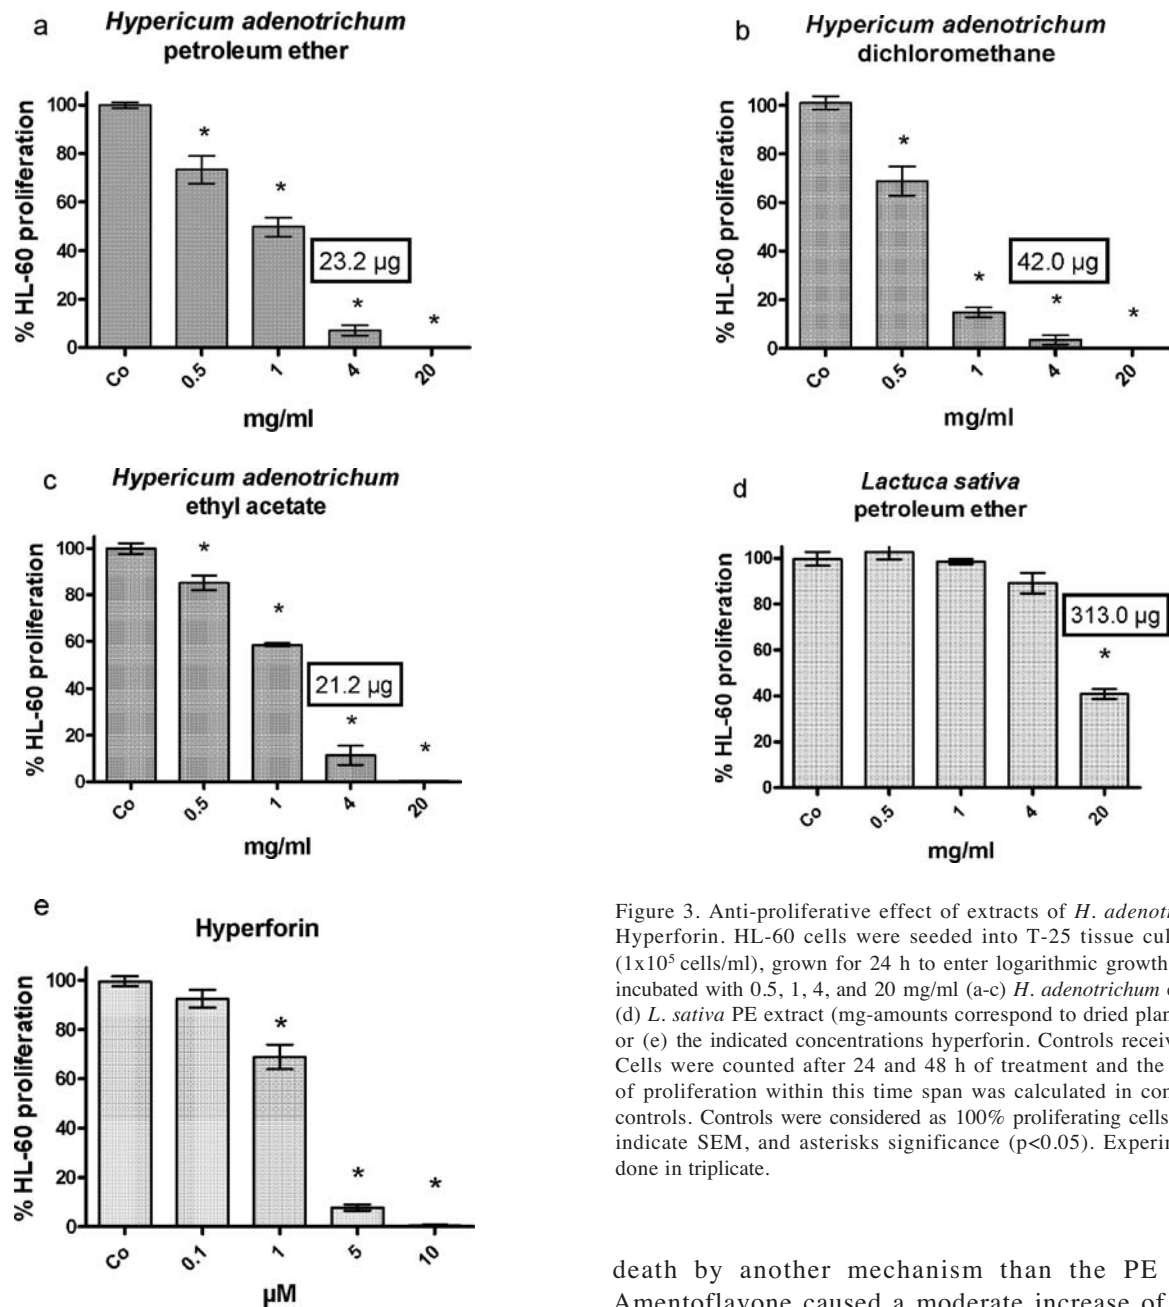 a
Hypericum adenotrichum
petroleum ether
% HL-60 proliferation
100
80
60
40
20
0
*
*
23.2 µg
*
*
Co
0.5
1
4
20
mg/ml
b
Hypericum adenotrichum
dichloromethane
% HL-60 proliferation
100
80
60
40
20
0
*
*
42.0 µg
*
*
Co
0.5
1
4
20
mg/ml
c
Hypericum adenotrichum
ethyl acetate
% HL-60 proliferation
100
80
60
40
20
0
*
*
21.2 µg
*
*
Co
0.5
1
4
20
mg/ml
d
Lactuca sativa
petroleum ether
% HL-60 proliferation
100
80
60
40
20
0
313.0 µg
*
Co
0.5
1
4
20
mg/ml
e
Hyperforin
% HL-60 proliferation
100
80
60
40
20
0
*
*
*
Co
0.1
1
5
10
µM
Figure 3. Anti-proliferative effect of extracts of H. adenot
Hyperforin. HL-60 cells were seeded into T-25 tissue cul
(1x10⁵ cells/ml), grown for 24 h to enter logarithmic growth
incubated with 0.5, 1, 4, and 20 mg/ml (a-c) H. adenotrichum
(d) L. sativa PE extract (mg-amounts correspond to dried plan
or (e) the indicated concentrations hyperforin. Controls receiv
Cells were counted after 24 and 48 h of treatment and the
of proliferation within this time span was calculated in con
controls. Controls were considered as 100% proliferating cells
indicate SEM, and asterisks significance (p<0.05). Experim
done in triplicate.
death by another mechanism than the PE
Amentoflavone caused a moderate increase of